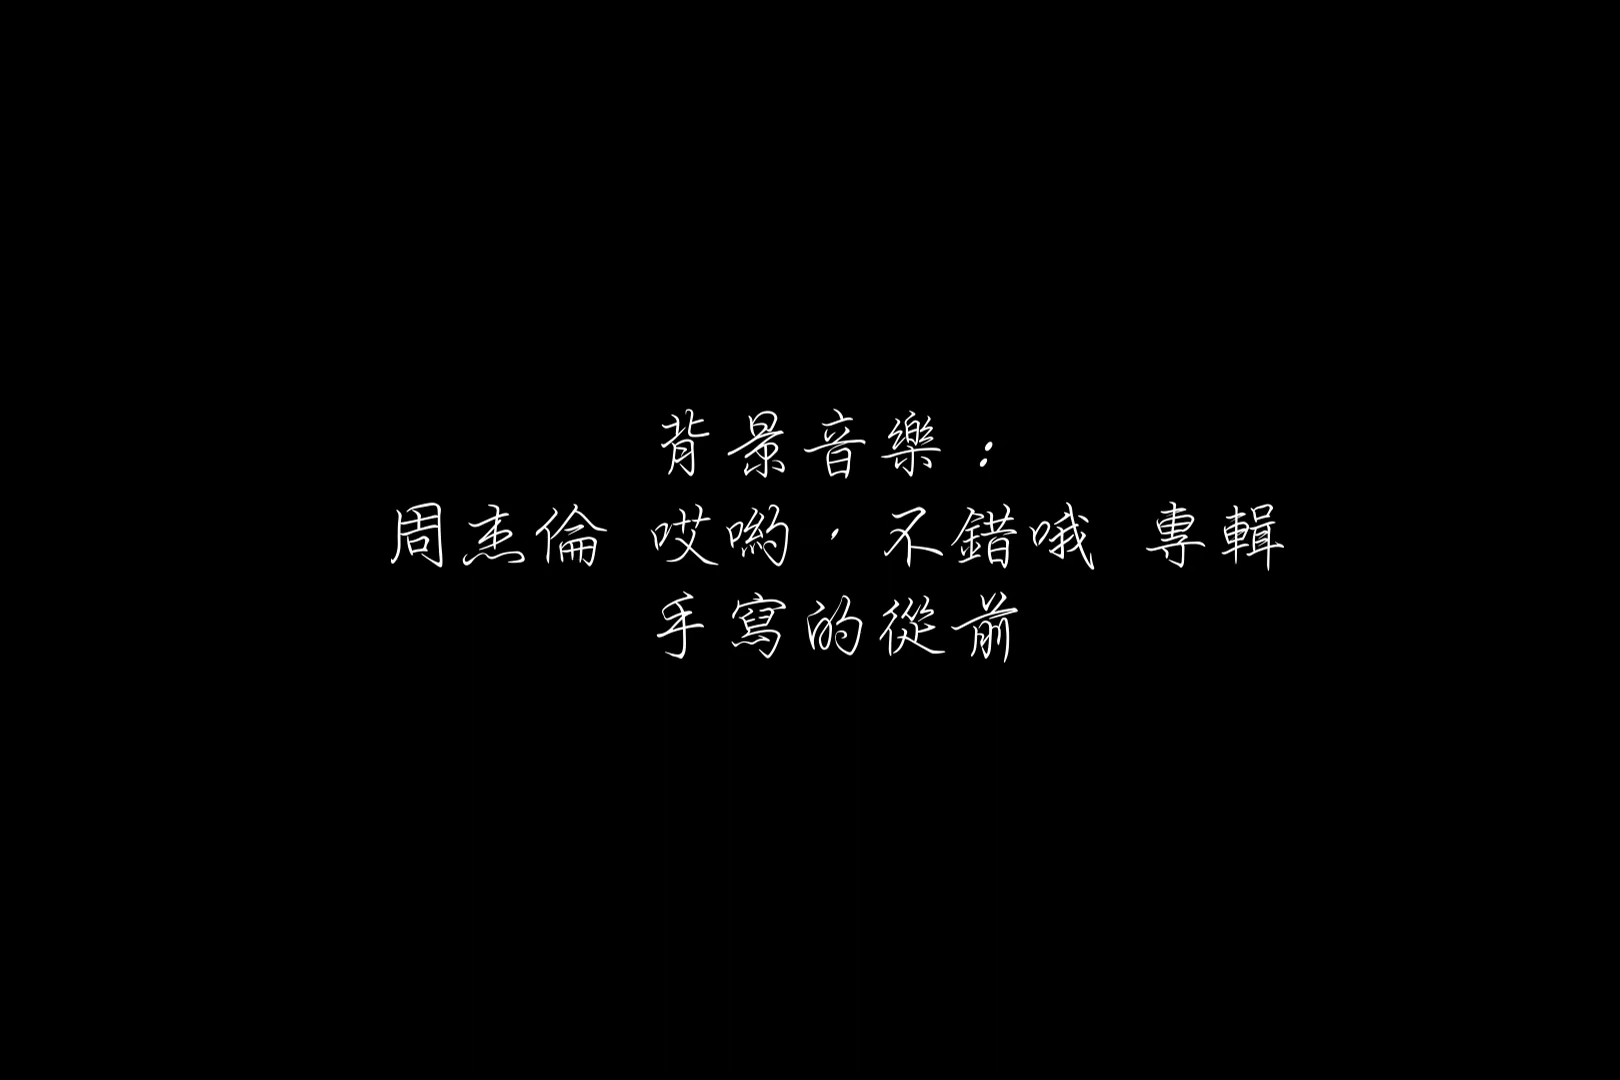 背景音樂：
周杰倫 哎喲，不錯哦 專輯
手寫的從前